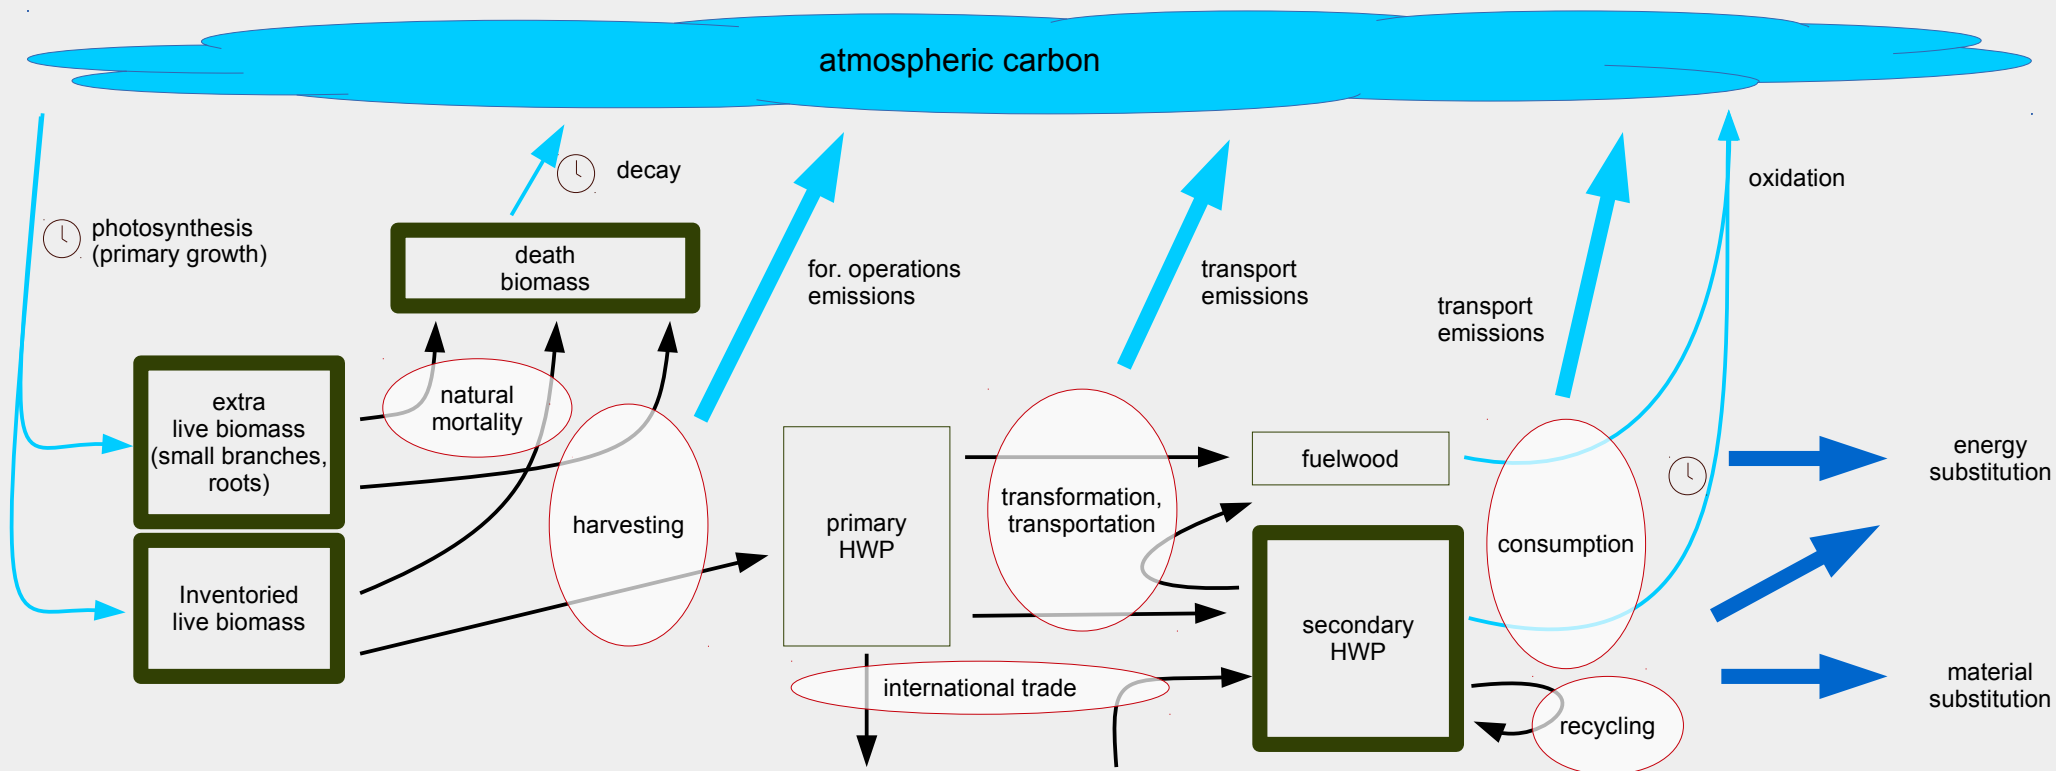 atmospheric carbon
decay
oxidation
photosynthesis
(primary growth)
death
biomass
for. operations
emissions
transport
emissions
transport
emissions
extra
live biomass
(small branches,
roots)
natural
mortality
harvesting
primary
HWP
transformation,
transportation
fuelwood
consumption
energy
substitution
Inventoried
live biomass
secondary
HWP
international trade
material
substitution
recycling